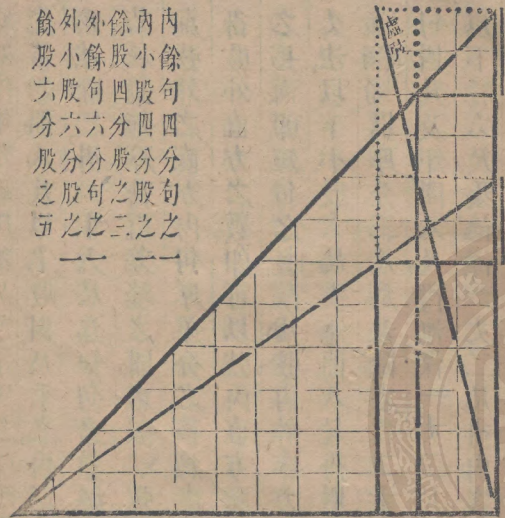 虛弦
內餘句四分句之一
內小股四分股之一
餘股四分股之三
外餘句六分句之一
外小股六分股之一
餘股六分股之五